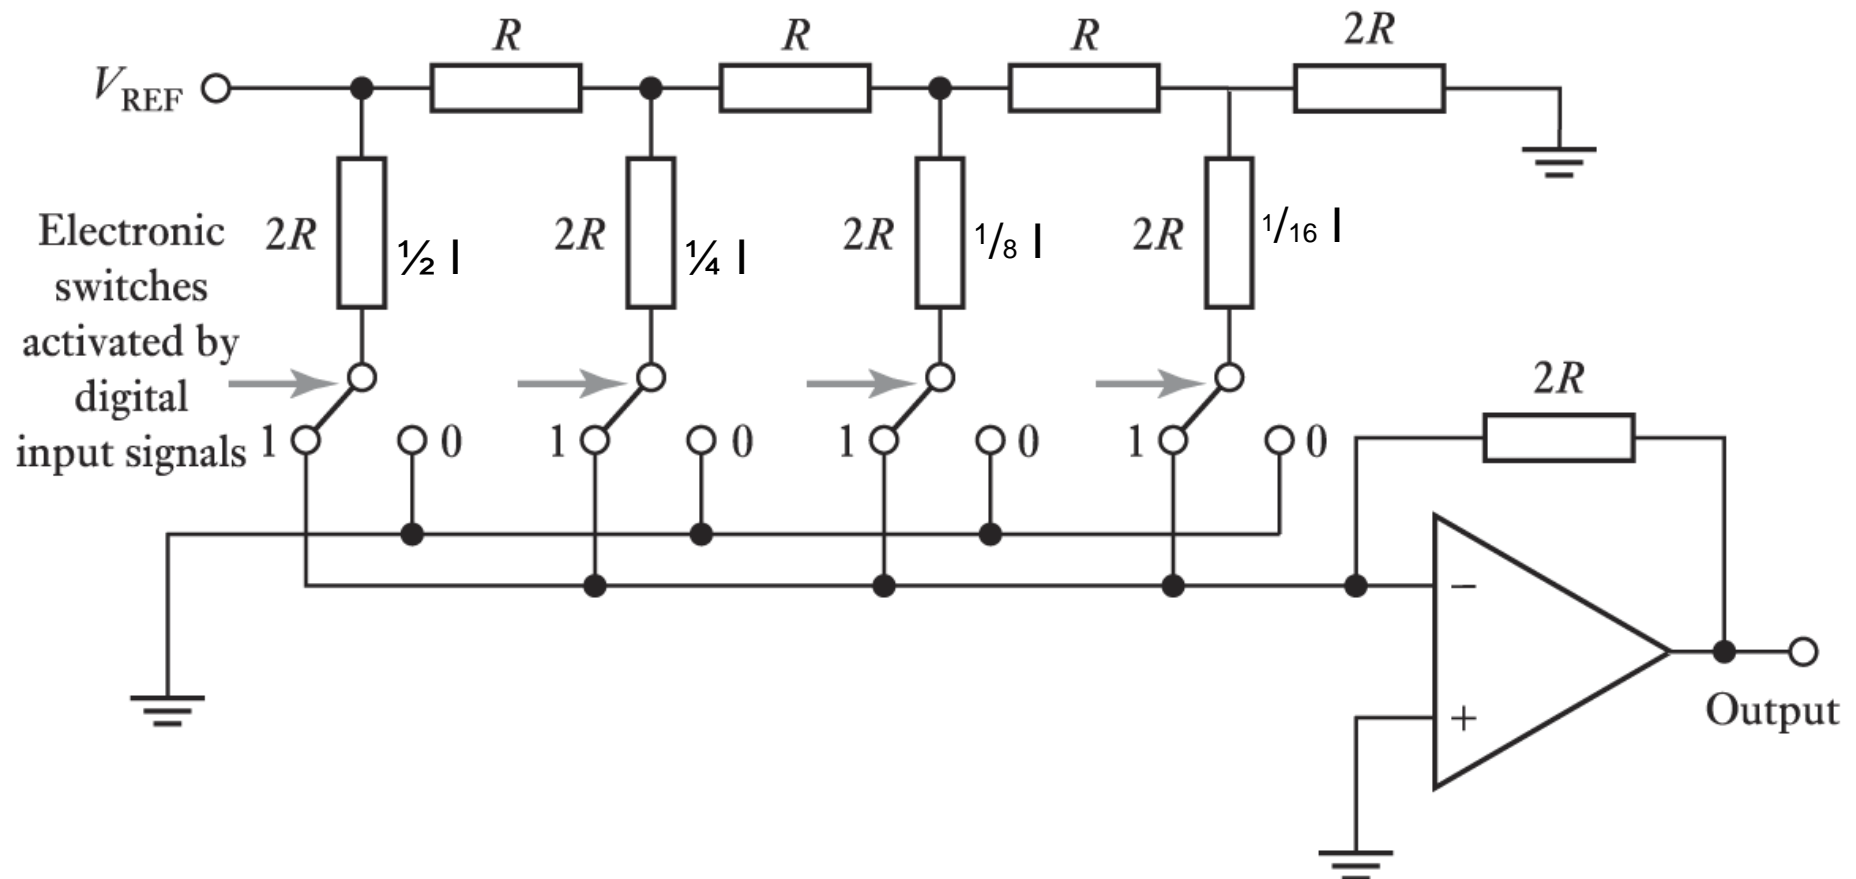 R
R
R
2R
VREF
2R
½ I
2R
¼ I
2R
1/8 I
2R
1/16 I
Electronic
switches
activated by
digital
input signals
1
0
1
0
1
0
1
0
2R
−
+
Output